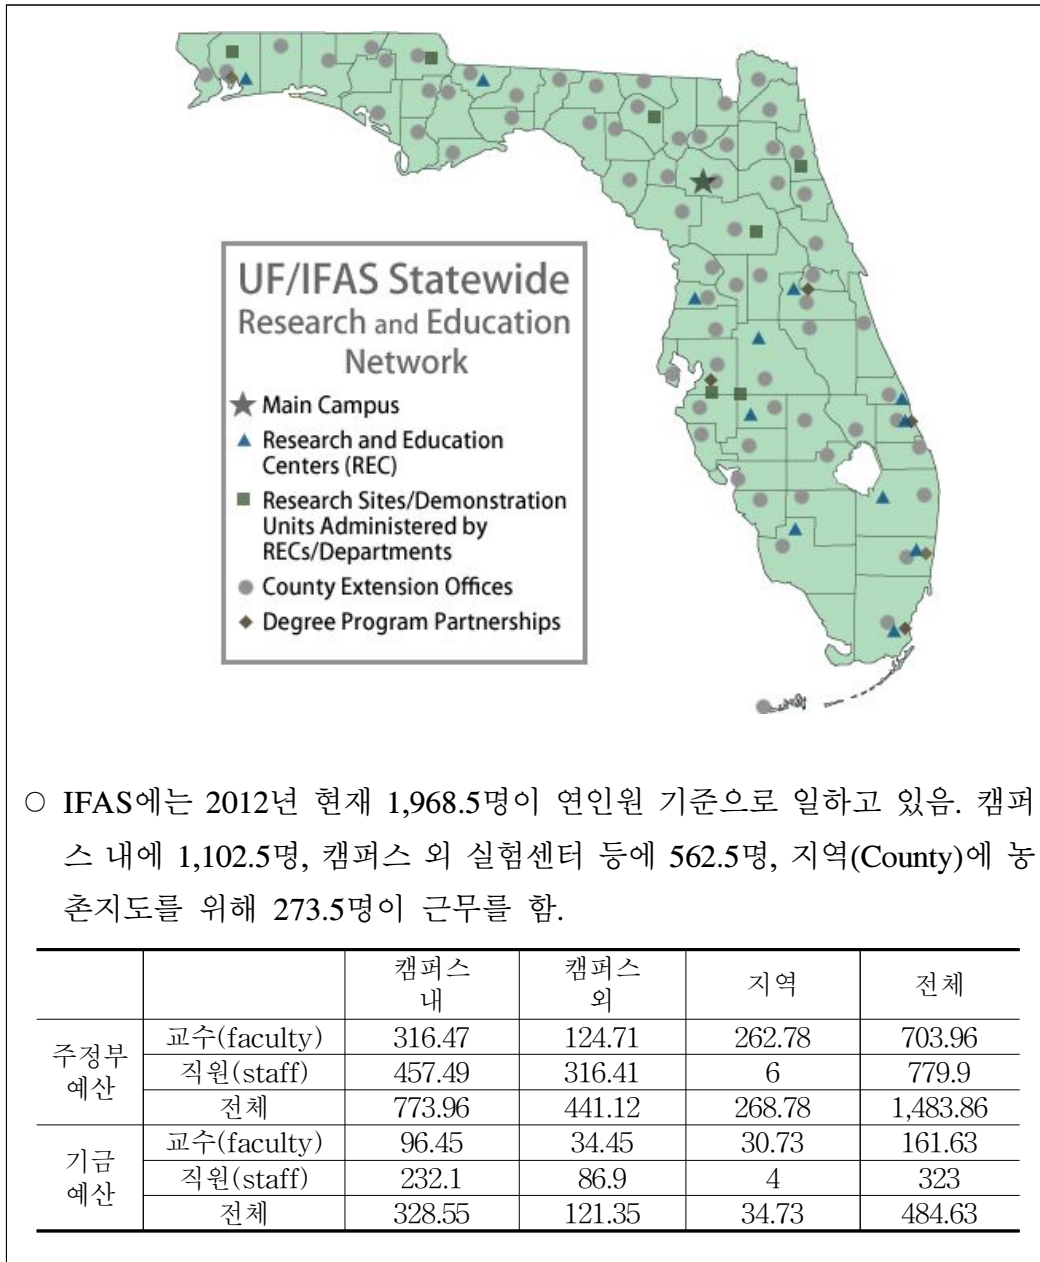 UF/IFAS Statewide
Research and Education
Network
Main Campus
Research and Education
Centers (REC)
Research Sites/Demonstration
Units Administered by
RECs/Departments
County Extension Offices
Degree Program Partnerships
○ IFAS에는 2012년 현재 1,968.5명이 연인원 기준으로 일하고 있음. 캠퍼
스 내에 1,102.5명, 캠퍼스 외 실험센터 등에 562.5명, 지역(County)에 농
촌지도를 위해 273.5명이 근무를 함.
캠퍼스 내 캠퍼스 외 지역 전체
주정부 예산 교수(faculty) 316.47 124.71 262.78 703.96
직원(staff) 457.49 316.41 6 779.9
전체 773.96 441.12 268.78 1,483.86
기금 예산 교수(faculty) 96.45 34.45 30.73 161.63
직원(staff) 232.1 86.9 4 323
전체 328.55 121.35 34.73 484.63